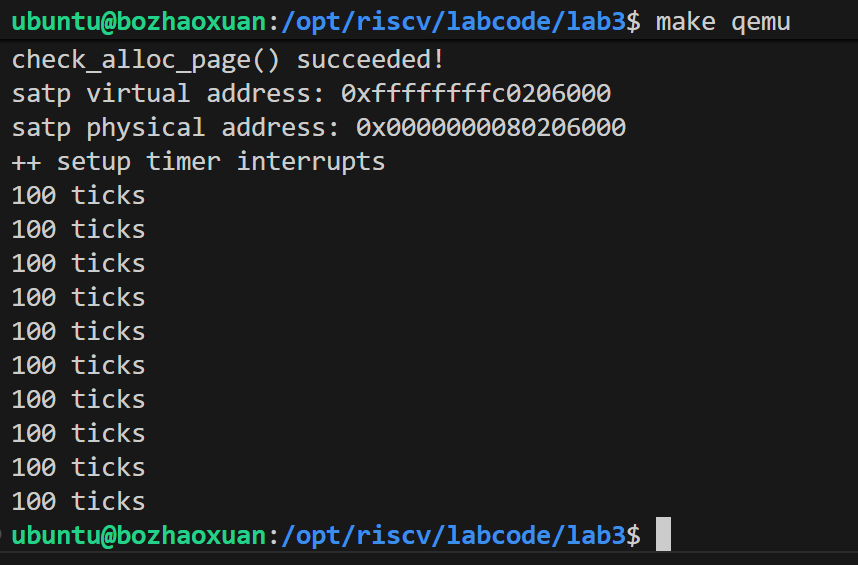 ubuntu@bozhaoxuan:/opt/riscv/labcode/lab3$ make qemu
check_alloc_page() succeeded!
satp virtual address: 0xffffffffc0206000
satp physical address: 0x0000000080206000
++ setup timer interrupts
100 ticks
100 ticks
100 ticks
100 ticks
100 ticks
100 ticks
100 ticks
100 ticks
100 ticks
100 ticks
ubuntu@bozhaoxuan:/opt/riscv/labcode/lab3$